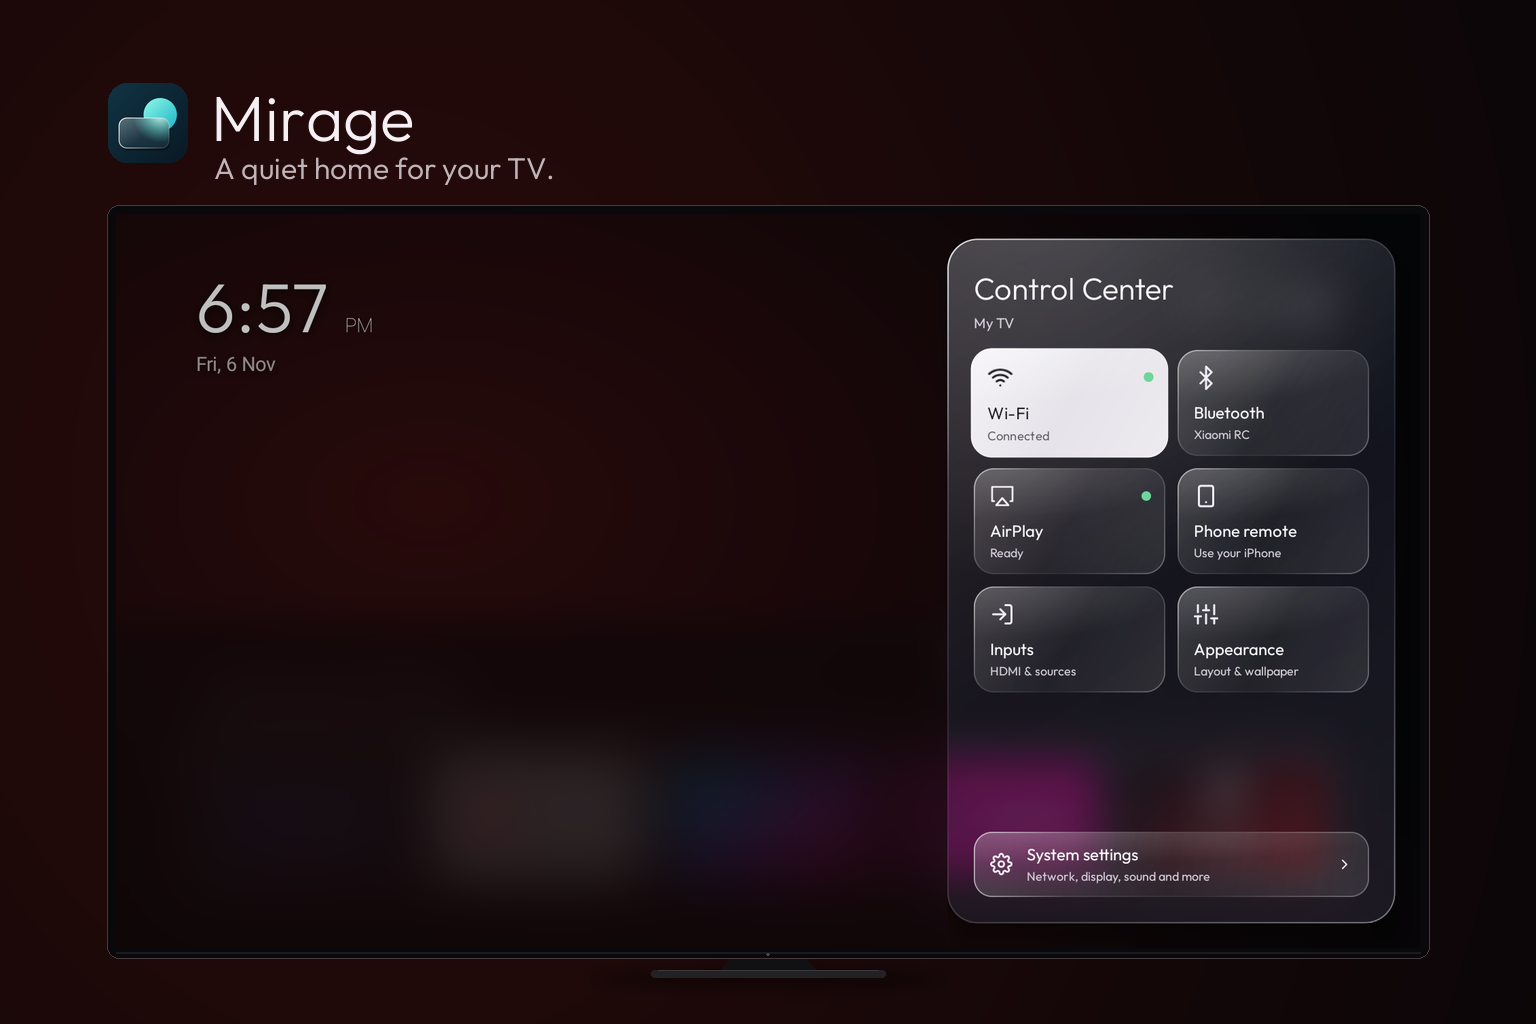 Mirage
A quiet home for your TV.
6:57 PM
Fri, 6 Nov
Control Center
My TV
Wi-Fi
Connected
Bluetooth
Xiaomi RC
AirPlay
Ready
Phone remote
Use your iPhone
Inputs
HDMI & sources
Appearance
Layout & wallpaper
System settings
Network, display, sound and more